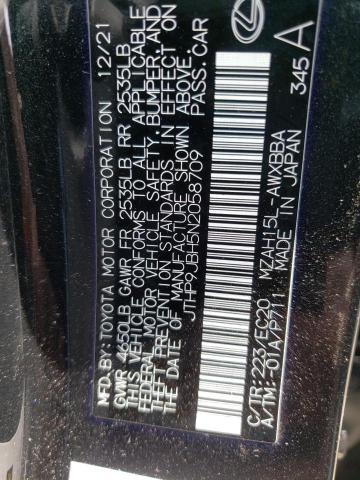 MFD. BY: TOYOTA MOTOR CORPORATION 12/21
GVWR 4660LB GAWR FR 2535LB RR 2535LB
THIS VEHICLE CONFORMS TO ALL APPLICABLE
FEDERAL MOTOR VEHICLE SAFETY, BUMPER, AND
THEFT PREVENTION STANDARDS IN EFFECT ON
THE DATE OF MANUFACTURE SHOWN ABOVE.
JTHP9JBH5N2058709 PASS.CAR
C/TR: 223/EC20 MZAH15L-AWXBBA
A/TM: -01A/P711 MADE IN JAPAN
345 A